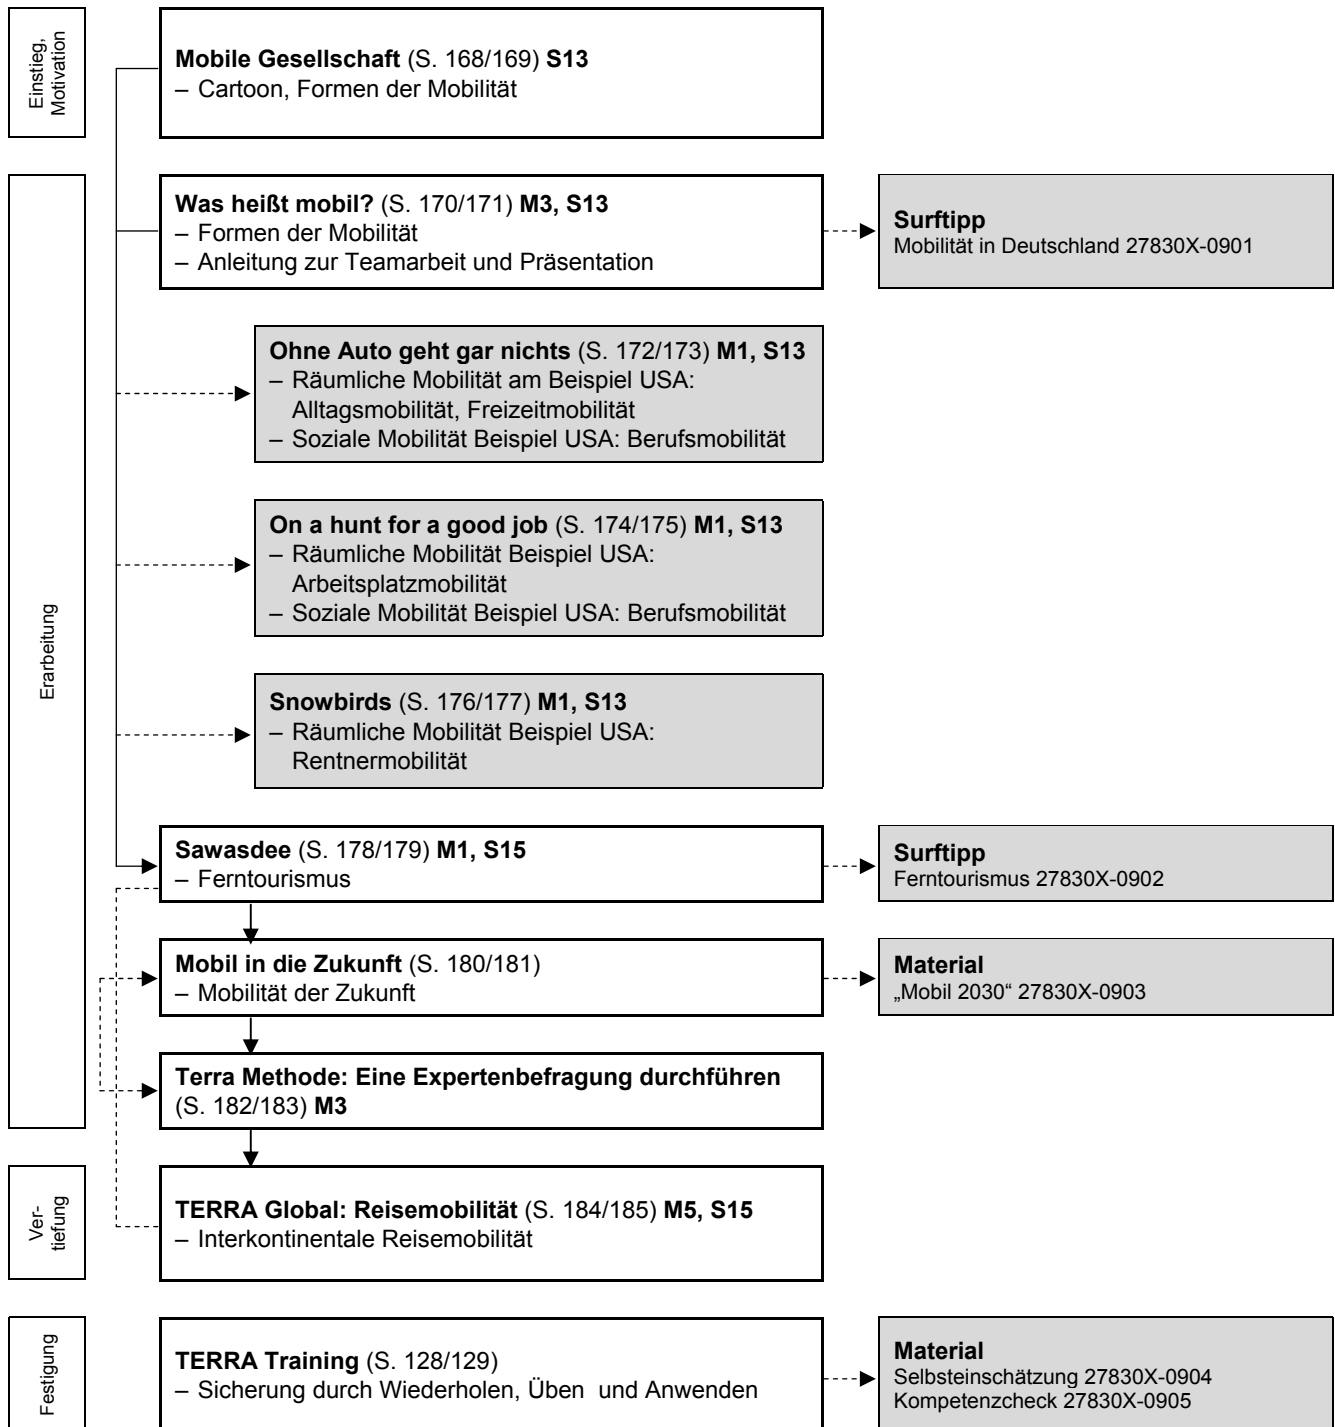 Einstieg,
Motivation
Mobile Gesellschaft (S. 168/169) S13
– Cartoon, Formen der Mobilität
Erarbeitung
Was heißt mobil? (S. 170/171) M3, S13
– Formen der Mobilität
– Anleitung zur Teamarbeit und Präsentation
Surftipp
Mobilität in Deutschland 27830X-0901
Ohne Auto geht gar nichts (S. 172/173) M1, S13
– Räumliche Mobilität am Beispiel USA:
Alltagsmobilität, Freizeitmobilität
– Soziale Mobilität Beispiel USA: Berufsmobilität
On a hunt for a good job (S. 174/175) M1, S13
– Räumliche Mobilität Beispiel USA:
Arbeitsplatzmobilität
– Soziale Mobilität Beispiel USA: Berufsmobilität
Snowbirds (S. 176/177) M1, S13
– Räumliche Mobilität Beispiel USA:
Rentnermobilität
Sawasdee (S. 178/179) M1, S15
– Ferntourismus
Surftipp
Ferntourismus 27830X-0902
Mobil in die Zukunft (S. 180/181)
– Mobilität der Zukunft
Material
„Mobil 2030“ 27830X-0903
Terra Methode: Eine Expertenbefragung durchführen
(S. 182/183) M3
Ver-
tiefung
TERRA Global: Reisemobilität (S. 184/185) M5, S15
– Interkontinentale Reisemobilität
Festigung
TERRA Training (S. 128/129)
– Sicherung durch Wiederholen, Üben und Anwenden
Material
Selbsteinschätzung 27830X-0904
Kompetenzcheck 27830X-0905